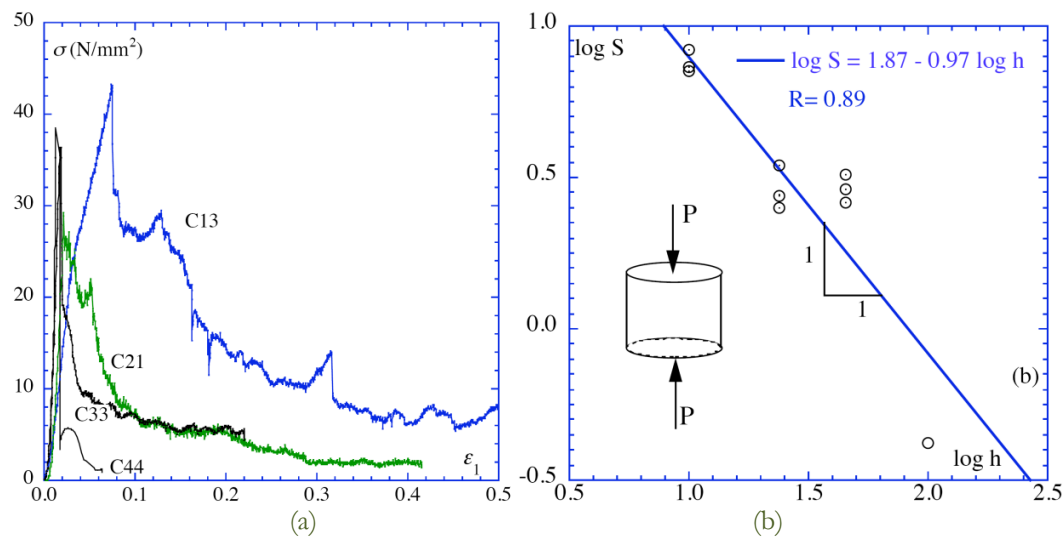 50
40
30
20
10
0
σ (N/mm²)
C13
C21
C33
C44
ε₁
0.0
0.1
0.2
0.3
0.4
0.5
(a)
1.0
0.5
0.0
-0.5
log S
log S = 1.87 - 0.97 log h
R= 0.89
P
P
1
1
(b)
log h
0.5
1.0
1.5
2.0
2.5
(b)